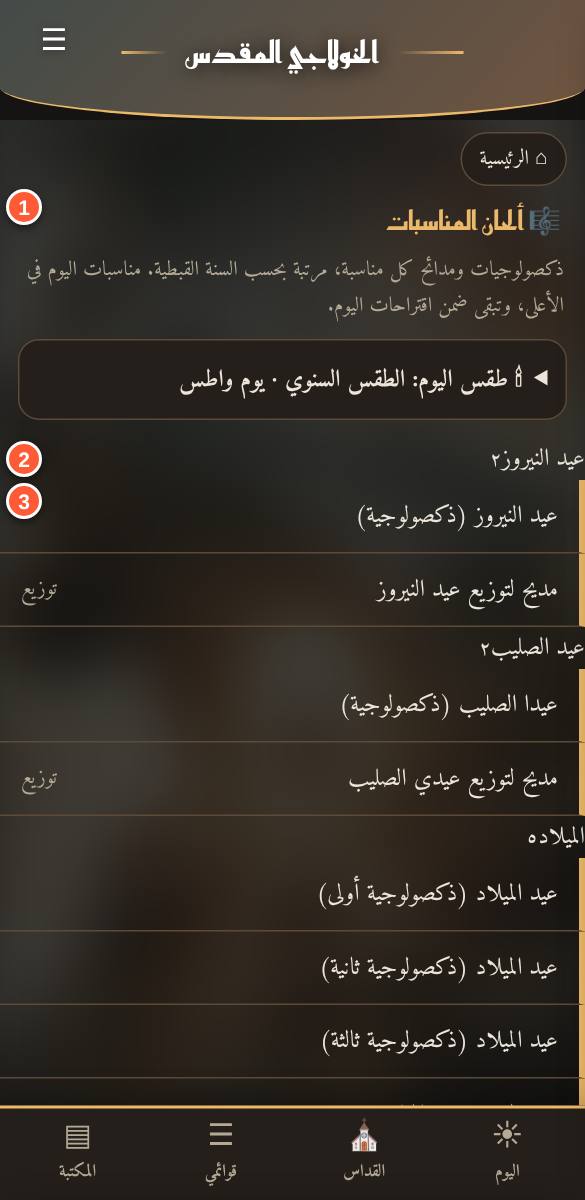 الخولاجي المقدس
الرئيسية
1
ألحان المناسبات
ذكصولوجيات ومدائح كل مناسبة، مرتبة بحسب السنة القبطية. مناسبات اليوم في
الأعلى، وتبقى ضمن اقتراحات اليوم.
طقس اليوم: الطقس السنوي · يوم واطس
2
عيد النيروز٢
3
عيد النيروز (ذكصولوجية)
مديح لتوزيع عيد النيروز
توزيع
عيد الصليب٢
عيدا الصليب (ذكصولوجية)
مديح لتوزيع عيدي الصليب
توزيع
الميلاد٥
عيد الميلاد (ذكصولوجية أولى)
عيد الميلاد (ذكصولوجية ثانية)
عيد الميلاد (ذكصولوجية ثالثة)
اليوم
القداس
قوائمي
المكتبة